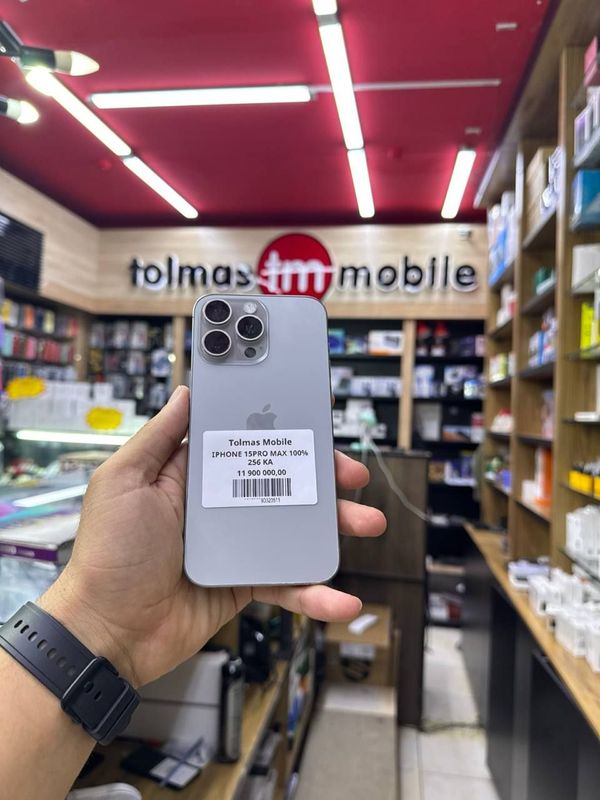 tolmas tm mobile
Tolmas Mobile
IPHONE 15PRO MAX 100%
256 KA
11 900 000,00